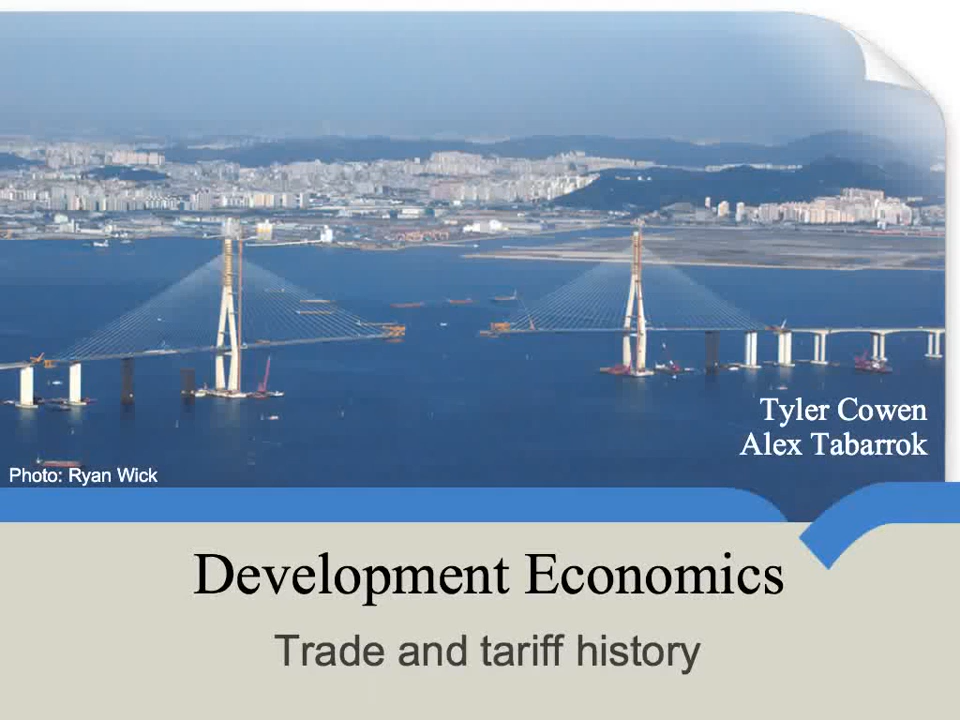 Tyler Cowen
Alex Tabarrok
Photo: Ryan Wick
Development Economics
Trade and tariff history